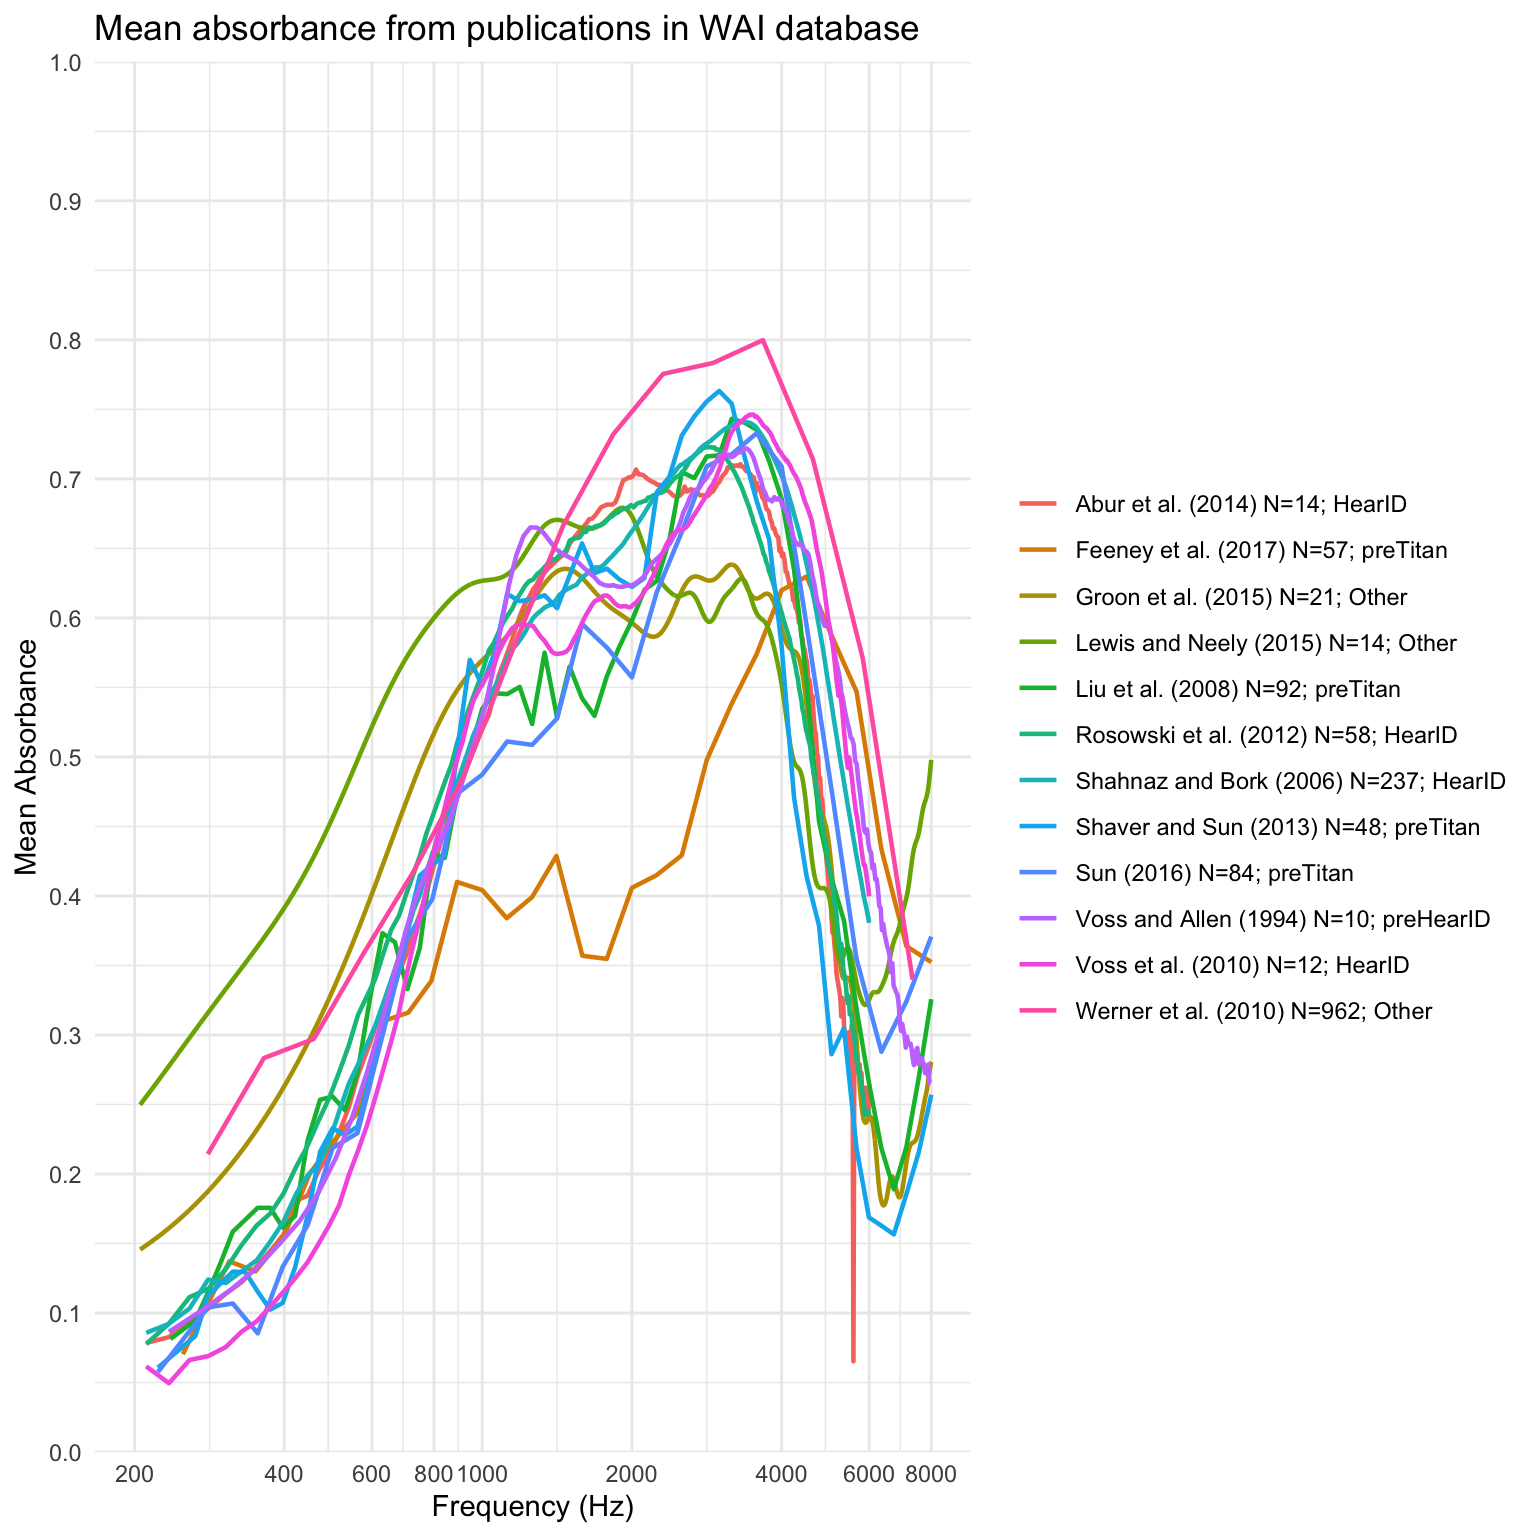 Mean absorbance from publications in WAI database
1.0
0.9
0.8
0.7
0.6
0.5
0.4
0.3
0.2
0.1
0.0
Mean Absorbance
200 400 600 800 1000 2000 4000 6000 8000
Frequency (Hz)
Abur et al. (2014) N=14; HearID
Feeney et al. (2017) N=57; preTitan
Groon et al. (2015) N=21; Other
Lewis and Neely (2015) N=14; Other
Liu et al. (2008) N=92; preTitan
Rosowski et al. (2012) N=58; HearID
Shahnaz and Bork (2006) N=237; HearID
Shaver and Sun (2013) N=48; preTitan
Sun (2016) N=84; preTitan
Voss and Allen (1994) N=10; preHearID
Voss et al. (2010) N=12; HearID
Werner et al. (2010) N=962; Other